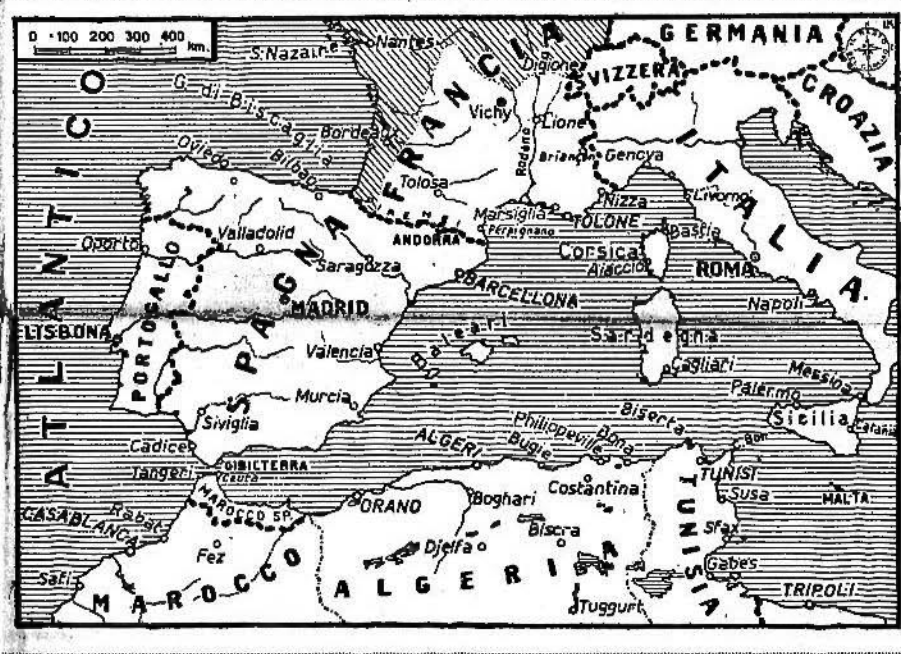 0 100 200 300 400
km.
S. Nazaire
Nantes
FRANCIA
Digione
GERMANIA
VIZZERA
CROAZIA
ATLANTICO
G. di Biscaglia
Vichy
Lione
Bordeaux
Rodano
Briançon
Genova
ITALIA
Oviedo
Bilbao
Tolosa
Nizza
Livorno
PIRENEI
Marsiglia
TOLONE
Perpignano
ANDORRA
Bastia
Corsica
Aiaccio
ROMA
Oporto
Valladolid
Saragozza
SPAGNA
PORTOGALLO
MADRID
BARCELLONA
Napoli
LISBONA
Baleari
Sardegna
Valencia
Cagliari
Messina
Murcia
Siviglia
Palermo
Sicilia
Catania
Cadice
GIBILTERRA
Tangeri
Ceuta
ALGERI
Philippeville
Bugie
Bona
Biserta
C. Bon
TUNISI
Costantina
MAROCCO SP.
ORANO
Boghari
Susa
MALTA
Rabat
CASABLANCA
Fez
Djelfa
Biscra
Sfax
TUNISIA
Safi
MAROCCO
ALGERIA
Gabes
Tuggurt
TRIPOLI